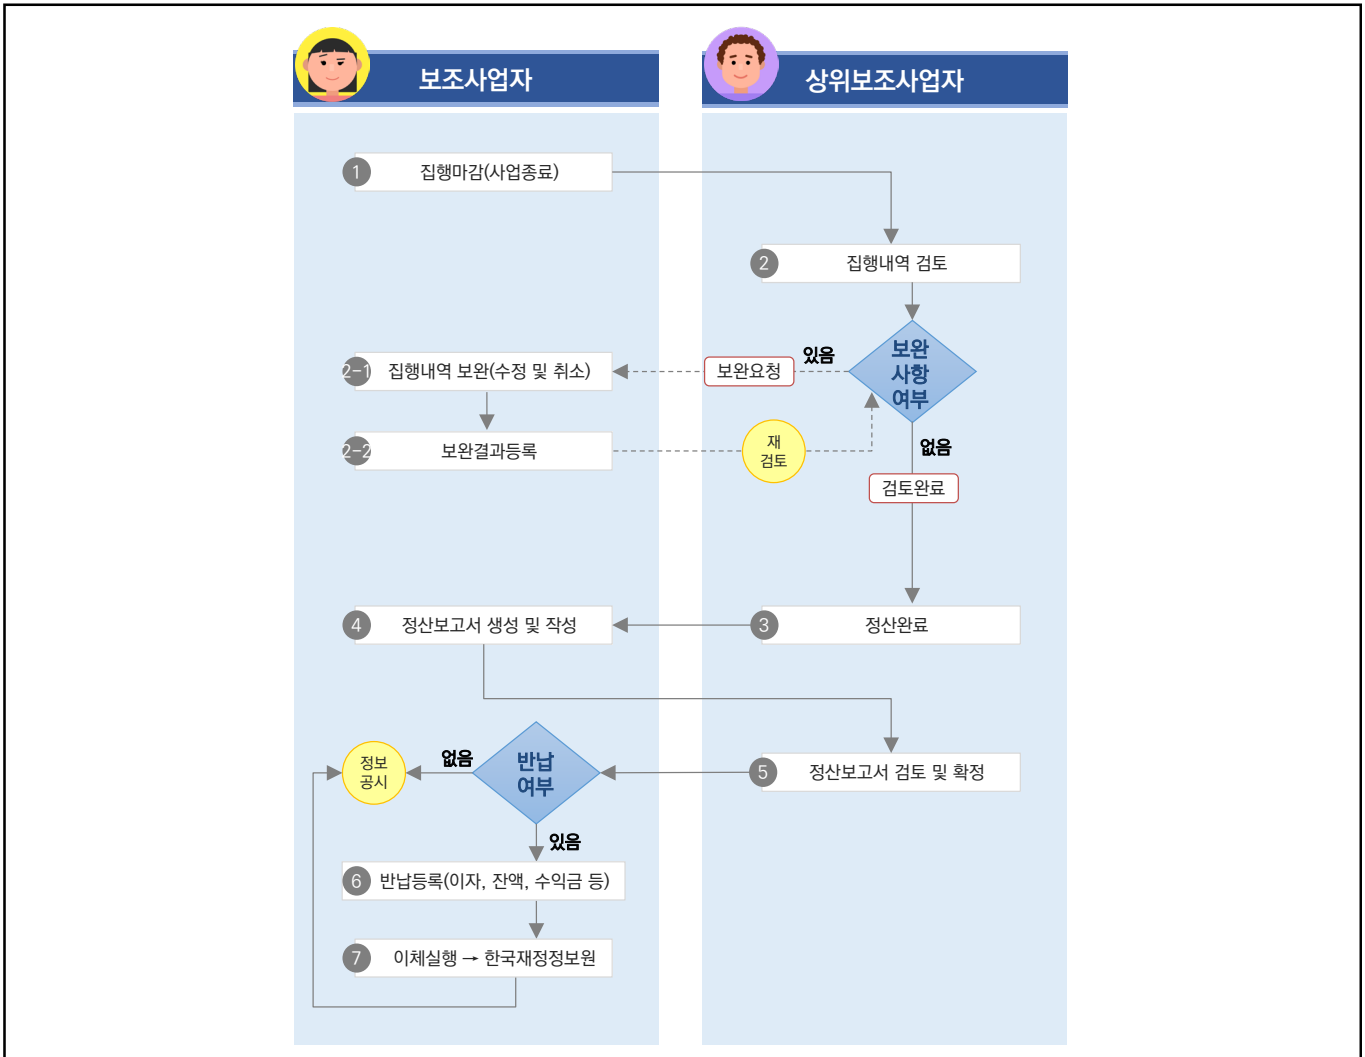 보조사업자
상위보조사업자
1 집행마감(사업종료)
2 집행내역 검토
보완
사항
여부
있음
보완요청
2-1 집행내역 보완(수정 및 취소)
2-2 보완결과등록
재
검토
없음
검토완료
3 정산완료
4 정산보고서 생성 및 작성
5 정산보고서 검토 및 확정
반납
여부
없음
정보
공시
있음
6 반납등록(이자, 잔액, 수익금 등)
7 이체실행 → 한국재정정보원